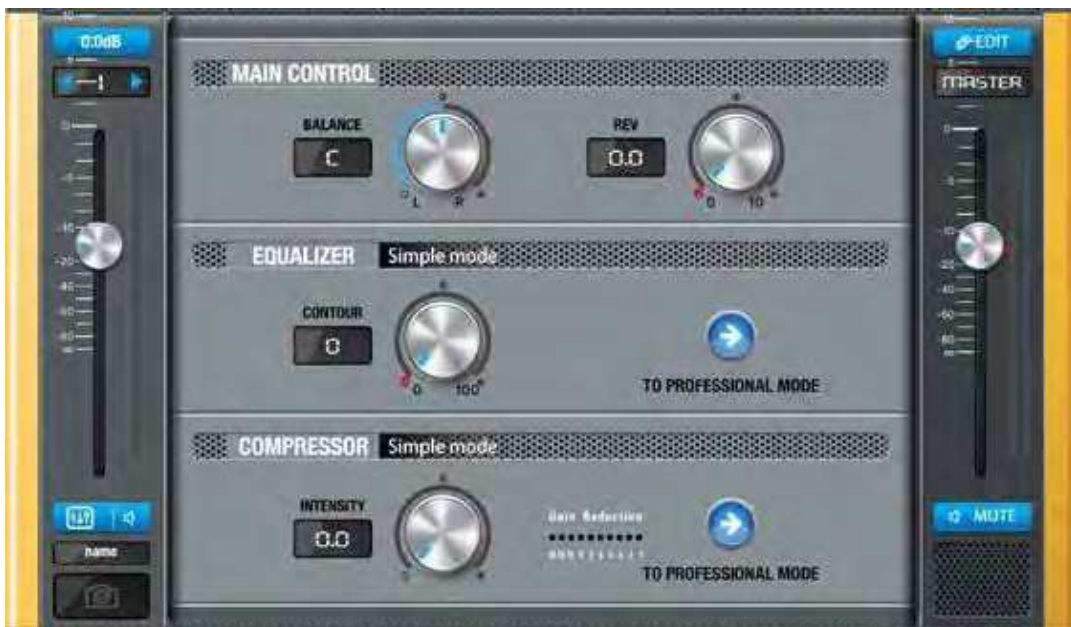 0.0dB
1
name
MAIN CONTROL
BALANCE
C
L R
REV
0.0
0 10
EQUALIZER Simple mode
CONTOUR
0
0 100
TO PROFESSIONAL MODE
COMPRESSOR Simple mode
INTENSITY
0.0
Gain Reduction
TO PROFESSIONAL MODE
EDIT
MASTER
MUTE